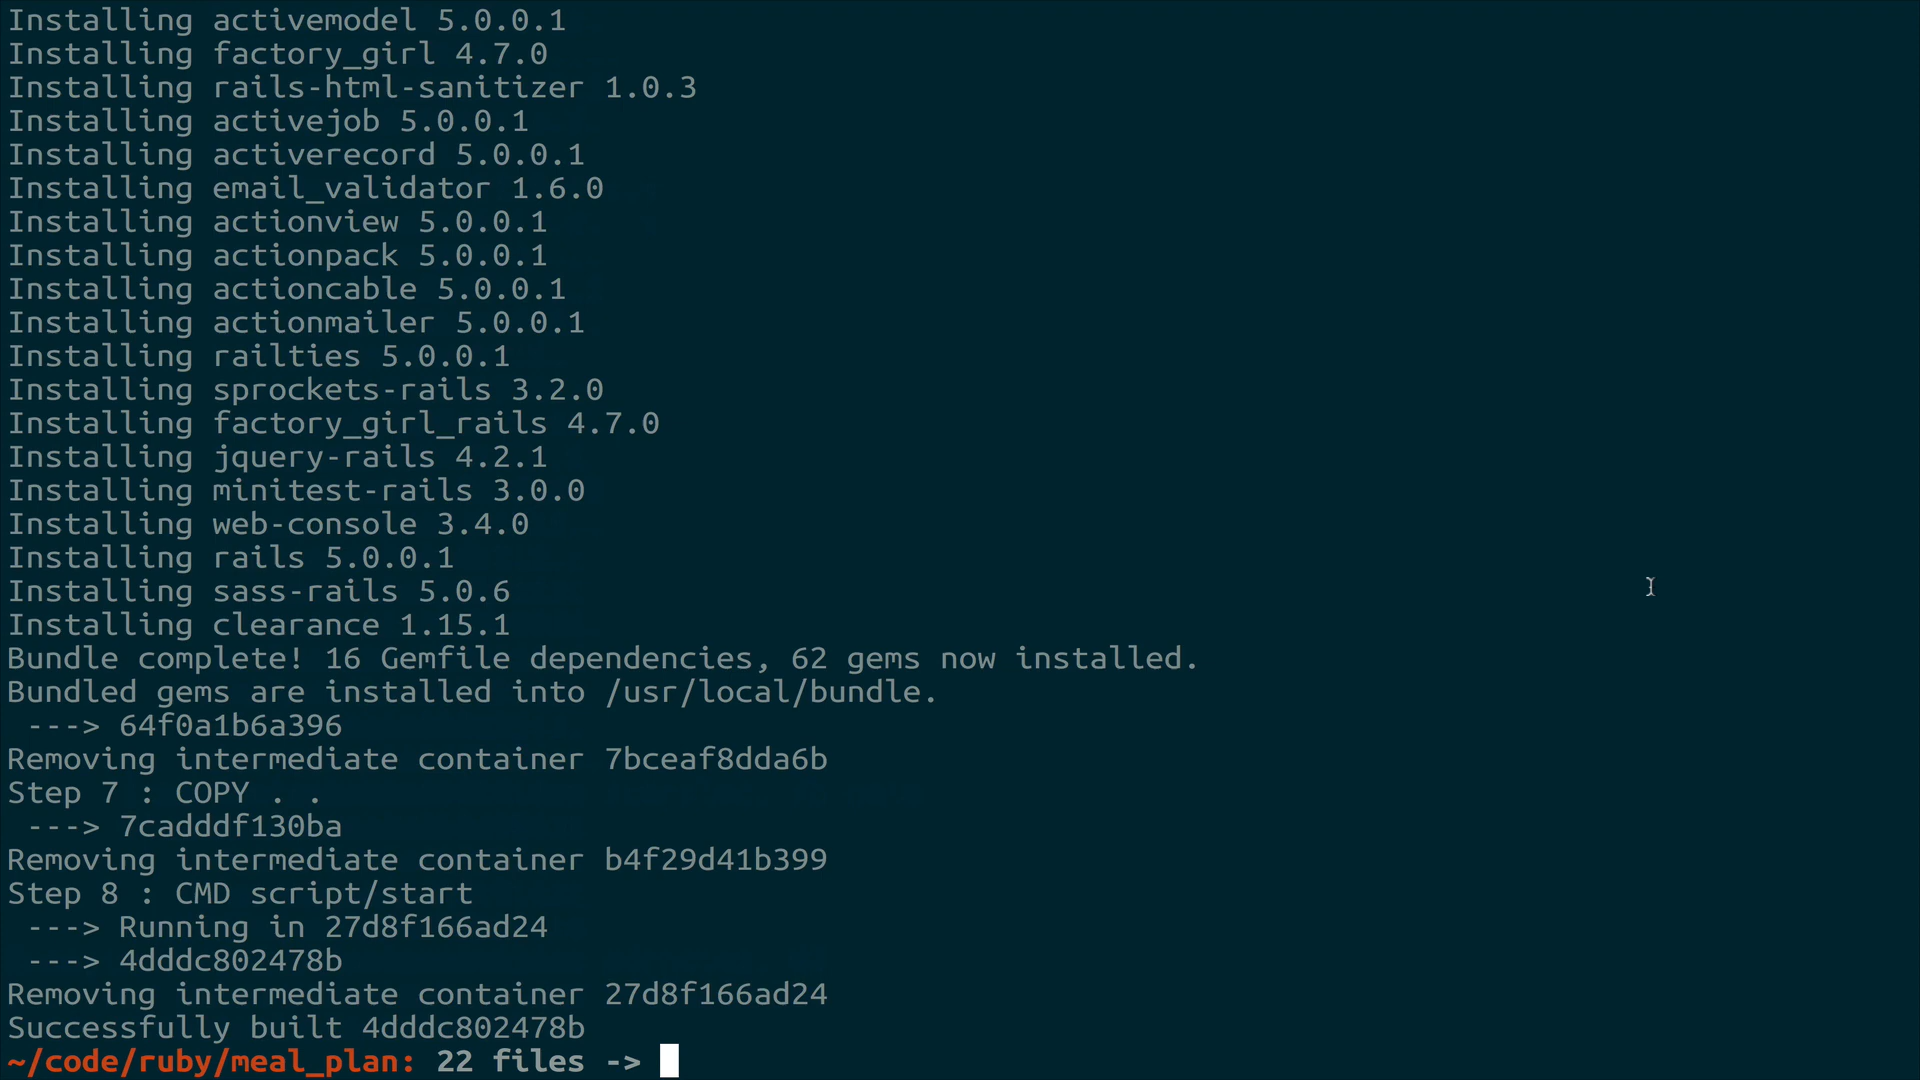 Installing activemodel 5.0.0.1
Installing factory_girl 4.7.0
Installing rails-html-sanitizer 1.0.3
Installing activejob 5.0.0.1
Installing activerecord 5.0.0.1
Installing email_validator 1.6.0
Installing actionview 5.0.0.1
Installing actionpack 5.0.0.1
Installing actioncable 5.0.0.1
Installing actionmailer 5.0.0.1
Installing railties 5.0.0.1
Installing sprockets-rails 3.2.0
Installing factory_girl_rails 4.7.0
Installing jquery-rails 4.2.1
Installing minitest-rails 3.0.0
Installing web-console 3.4.0
Installing rails 5.0.0.1
Installing sass-rails 5.0.6
Installing clearance 1.15.1
Bundle complete! 16 Gemfile dependencies, 62 gems now installed.
Bundled gems are installed into /usr/local/bundle.
 ---> 64f0a1b6a396
Removing intermediate container 7bceaf8dda6b
Step 7 : COPY . .
 ---> 7cadddf130ba
Removing intermediate container b4f29d41b399
Step 8 : CMD script/start
 ---> Running in 27d8f166ad24
 ---> 4dddc802478b
Removing intermediate container 27d8f166ad24
Successfully built 4dddc802478b
~/code/ruby/meal_plan: 22 files ->